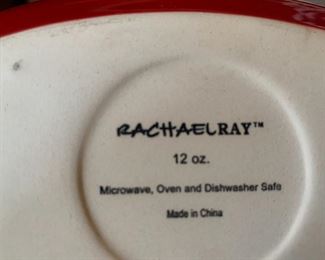 RACHAELRAY™
12 oz.
Microwave, Oven and Dishwasher Safe
Made in China